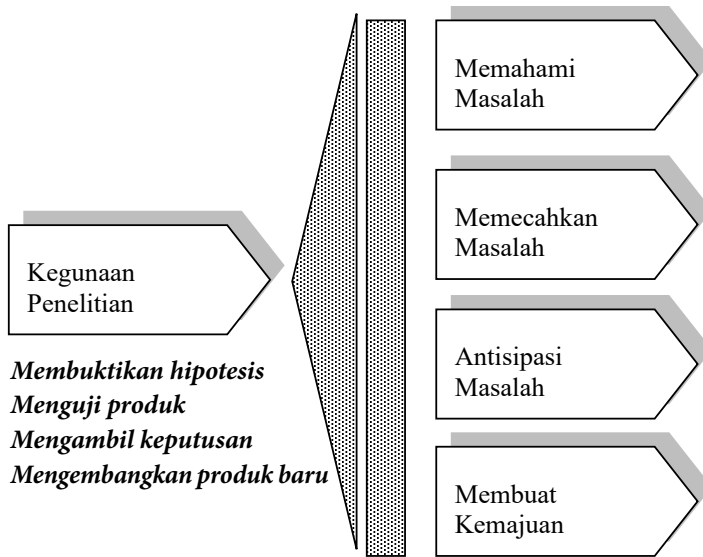 Kegunaan
Penelitian
Membuktikan hipotesis
Menguji produk
Mengambil keputusan
Mengembangkan produk baru
Memahami
Masalah
Memecahkan
Masalah
Antisipasi
Masalah
Membuat
Kemajuan